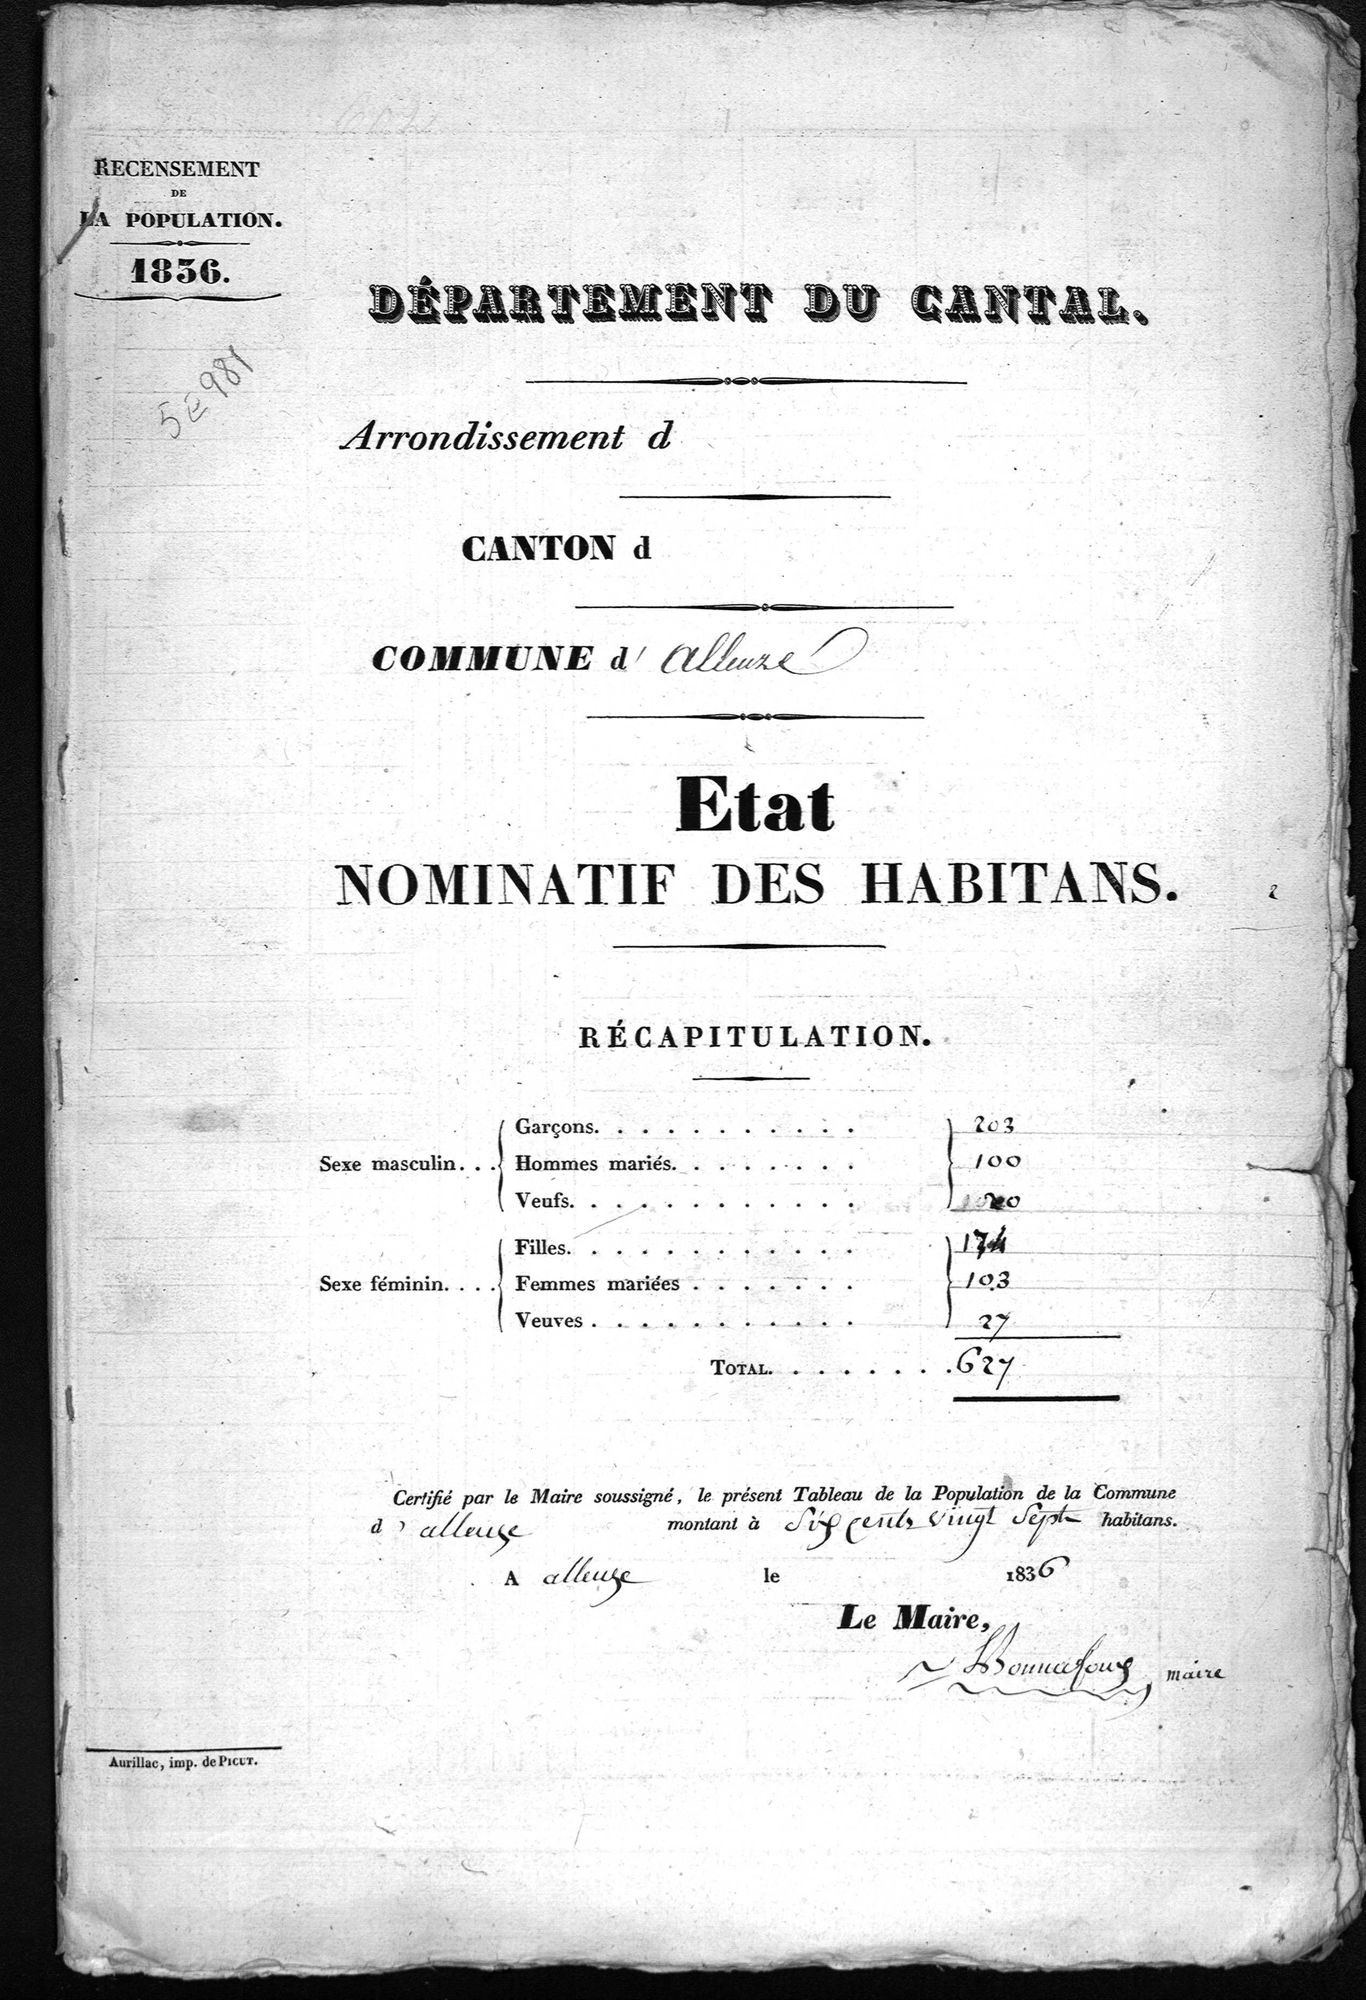 RECENSEMENT
DE
LA POPULATION.
1836.
DÉPARTEMENT DU CANTAL.
Arrondissement d
CANTON d
COMMUNE d' alleuze
Etat
NOMINATIF DES HABITANS.
2
RÉCAPITULATION.
Garçons. . . . . . . . . . . 203
Sexe masculin. . . Hommes mariés. . . . . . . . 100
Veufs. . . . . . . . . . . . 20
Filles. . . . . . . . . . . . 174
Sexe féminin. . . . Femmes mariées . . . . . . . 103
Veuves . . . . . . . . . . . 27
TOTAL. . . . . . . . 627
Certifié par le Maire soussigné, le présent Tableau de la Population de la Commune
d' alleuze montant à Six cents vingt Sept habitans.
A alleuze le 1836
Le Maire,
Bonnafoux, maire
Aurillac, imp. de PICUT.